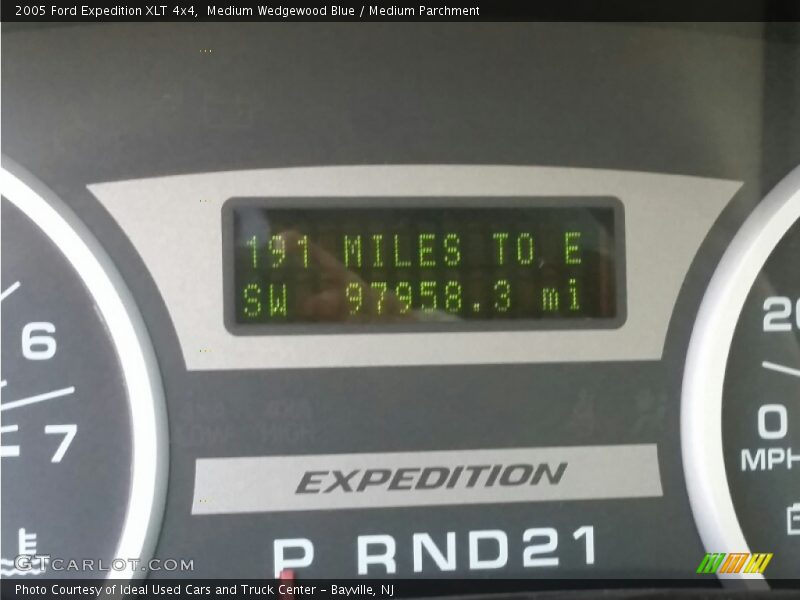 2005 Ford Expedition XLT 4x4,  Medium Wedgewood Blue / Medium Parchment
191 MILES TO E
SW 97958.3 mi
6
7
20
0
MPH
EXPEDITION
P RND21
GTCARLOT.COM
Photo Courtesy of Ideal Used Cars and Truck Center – Bayville, NJ